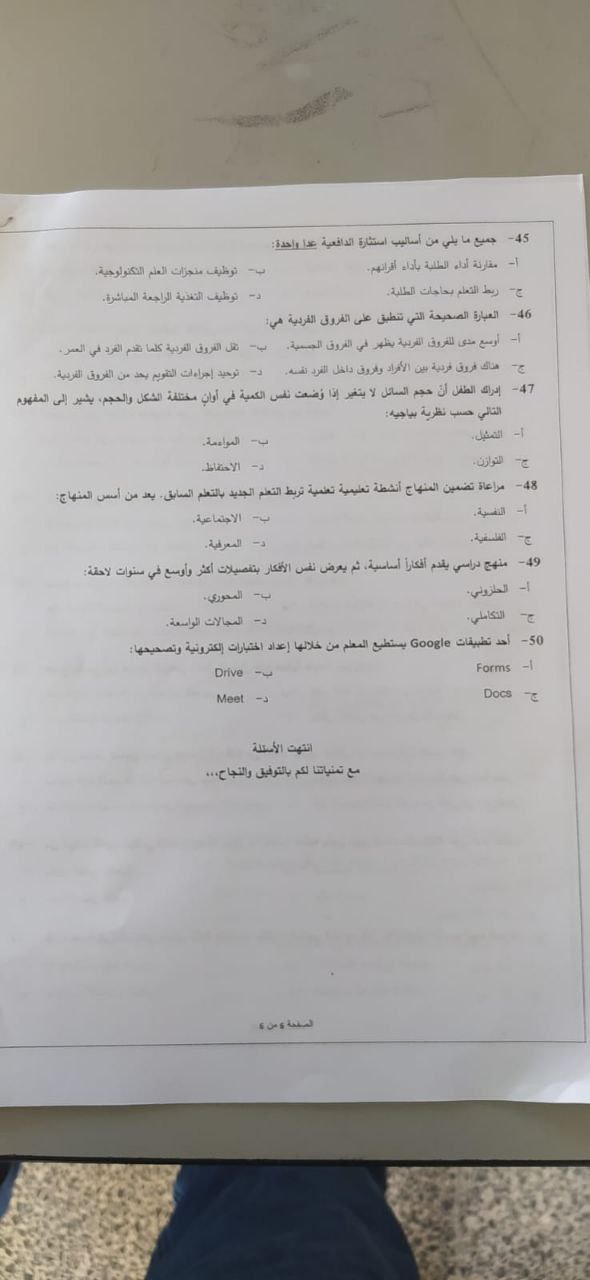 45- جميع ما يلي من أساليب استثارة الدافعية عدا واحدة:
أ- مقارنة أداء الطلبة بأداء أقرانهم. ب- توظيف منجزات العلم التكنولوجية.
ج- ربط التعلم بحاجات الطلبة. د- توظيف التغذية الراجعة المباشرة.
46- العبارة الصحيحة التي تنطبق على الفروق الفردية هي:
أ- أوسع مدى للفروق الفردية يظهر في الفروق الجسمية. ب- تقل الفروق الفردية كلما تقدم الفرد في العمر.
ج- هناك فروق فردية بين الأفراد وفروق داخل الفرد نفسه. د- توحيد إجراءات التقويم يحد من الفروق الفردية.
47- إدراك الطفل أنّ حجم السائل لا يتغير إذا وُضعت نفس الكمية في أوانٍ مختلفة الشكل والحجم، يشير إلى المفهوم
التالي حسب نظرية بياجيه:
أ- التمثيل. ب- المواءمة.
ج- التوازن. د- الاحتفاظ.
48- مراعاة تضمين المنهاج أنشطة تعليمية تعلمية تربط التعلم الجديد بالتعلم السابق. يعد من أسس المنهاج:
أ- النفسية. ب- الاجتماعية.
ج- الفلسفية. د- المعرفية.
49- منهج دراسي يقدم أفكاراً أساسية، ثم يعرض نفس الأفكار بتفصيلات أكثر وأوسع في سنوات لاحقة:
أ- الحلزوني. ب- المحوري.
ج- التكاملي. د- المجالات الواسعة.
50- أحد تطبيقات Google يستطيع المعلم من خلالها إعداد اختبارات إلكترونية وتصحيحها:
أ- Forms ب- Drive
ج- Docs د- Meet
انتهت الأسئلة
مع تمنياتنا لكم بالتوفيق والنجاح،،،
الصفحة 6 من 6